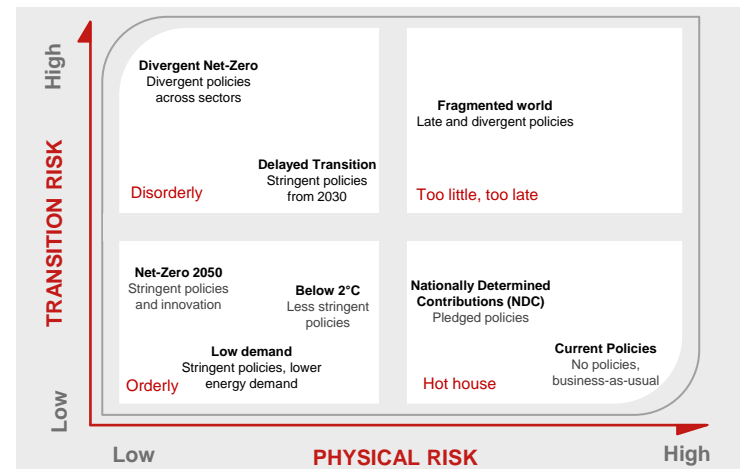 High
TRANSITION RISK
Low
Divergent Net-Zero
Divergent policies
across sectors
Delayed Transition
Stringent policies
from 2030
Disorderly
Fragmented world
Late and divergent policies
Too little, too late
Net-Zero 2050
Stringent policies
and innovation
Below 2°C
Less stringent
policies
Low demand
Stringent policies, lower
energy demand
Orderly
Nationally Determined
Contributions (NDC)
Pledged policies
Current Policies
No policies,
business-as-usual
Hot house
Low
PHYSICAL RISK
High